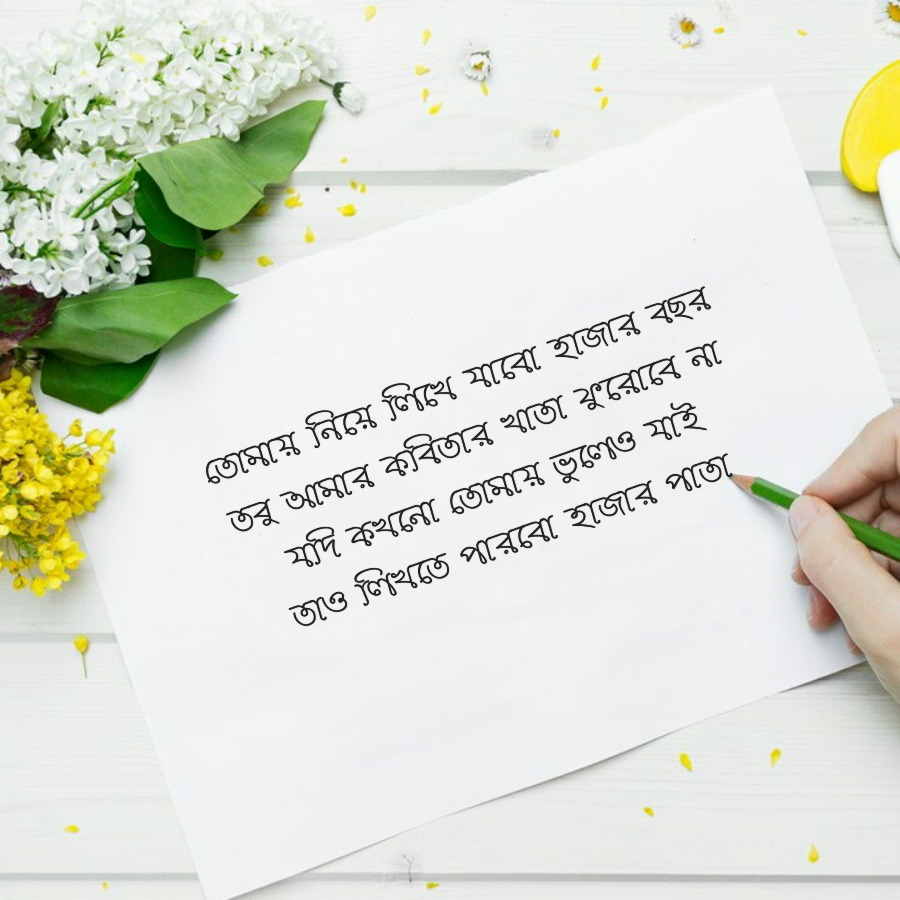 তোমায় নিয়ে লিখে যাবো হাজার বছর
তবু আমার কবিতার খাতা ফুরোবে না
যদি কখনো তোমায় ভুলেও যাই
তাও লিখতে পারবো হাজার পাতা